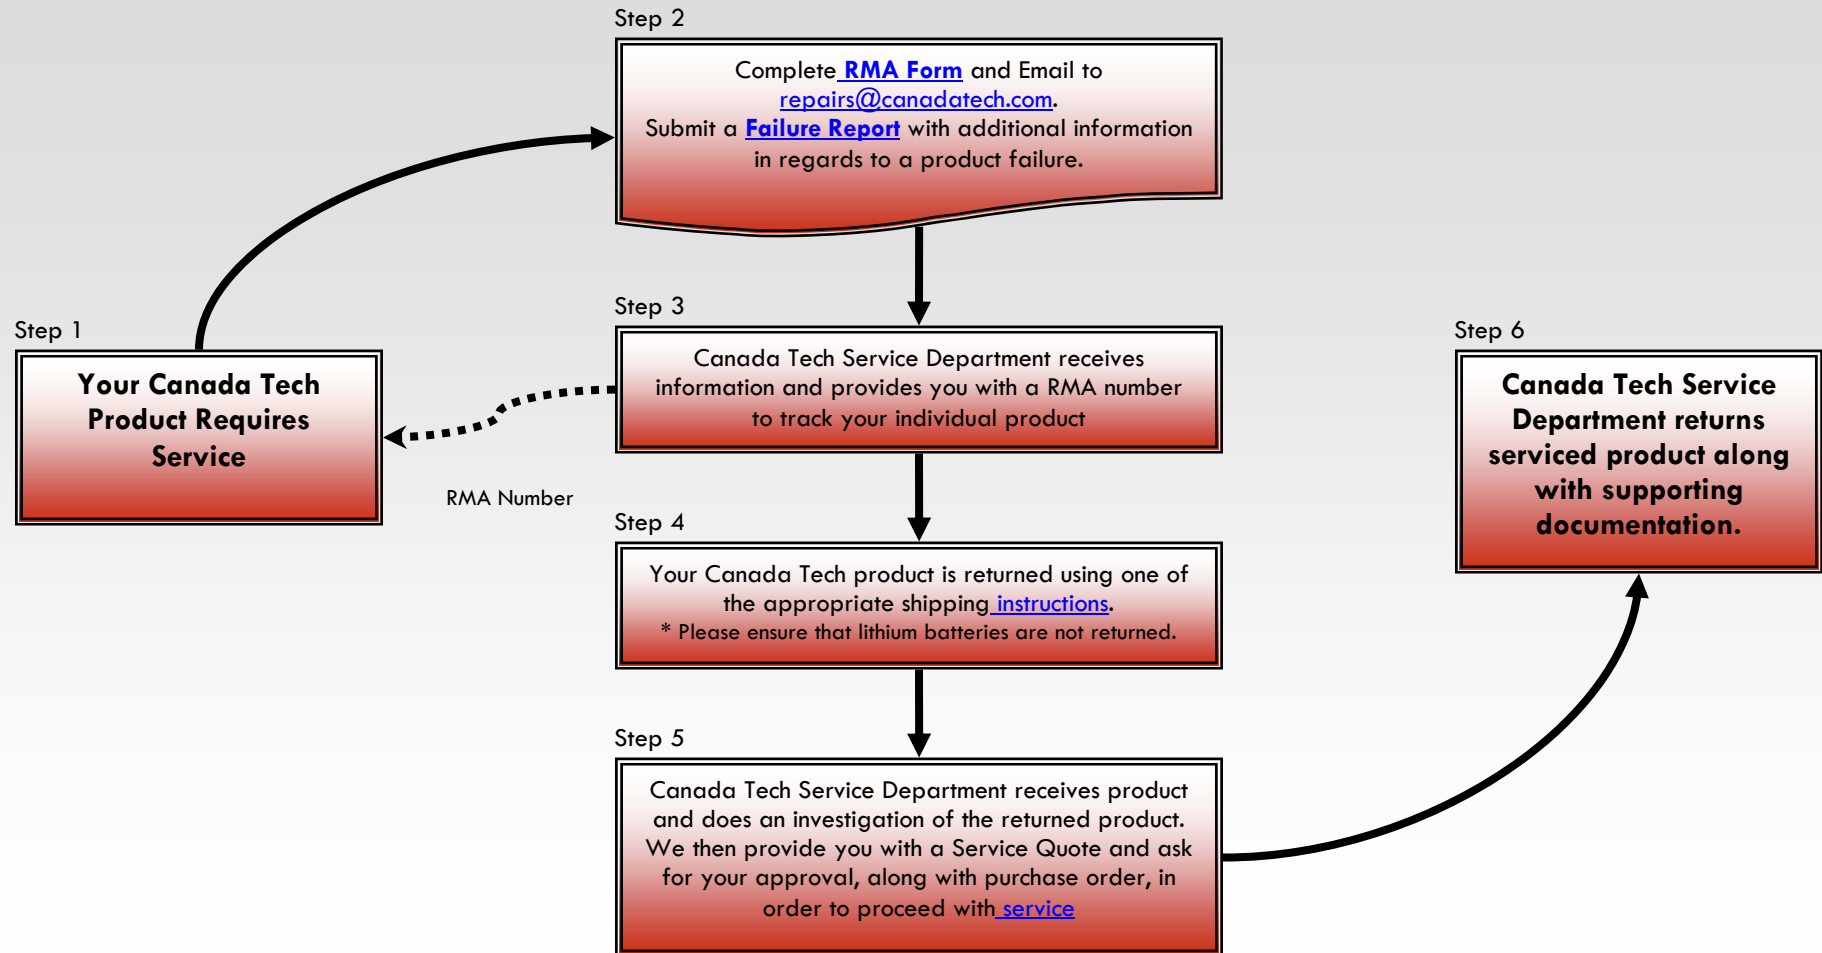 Step 1
Your Canada Tech
Product Requires
Service
Step 2
Complete RMA Form and Email to
repairs@canadatech.com.
Submit a Failure Report with additional information
in regards to a product failure.
Step 3
Canada Tech Service Department receives
information and provides you with a RMA number
to track your individual product
RMA Number
Step 4
Your Canada Tech product is returned using one of
the appropriate shipping instructions.
* Please ensure that lithium batteries are not returned.
Step 5
Canada Tech Service Department receives product
and does an investigation of the returned product.
We then provide you with a Service Quote and ask
for your approval, along with purchase order, in
order to proceed with service
Step 6
Canada Tech Service
Department returns
serviced product along
with supporting
documentation.